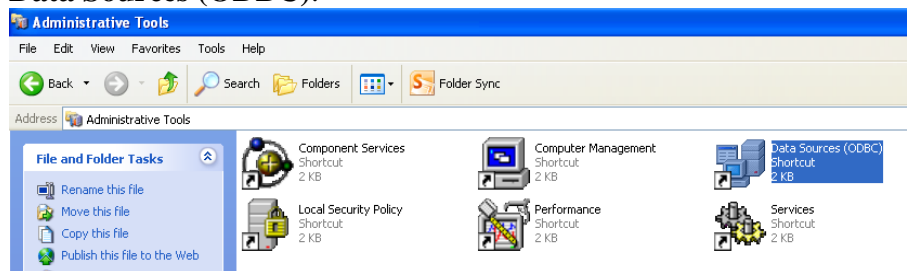 Data Sources (ODBC).
Administrative Tools
File Edit View Favorites Tools Help
Back Search Folders Folder Sync
Address Administrative Tools
File and Folder Tasks
Rename this file
Move this file
Copy this file
Publish this file to the Web
Component Services
Shortcut
2 KB
Computer Management
Shortcut
2 KB
Data Sources (ODBC)
Shortcut
2 KB
Local Security Policy
Shortcut
2 KB
Performance
Shortcut
2 KB
Services
Shortcut
2 KB